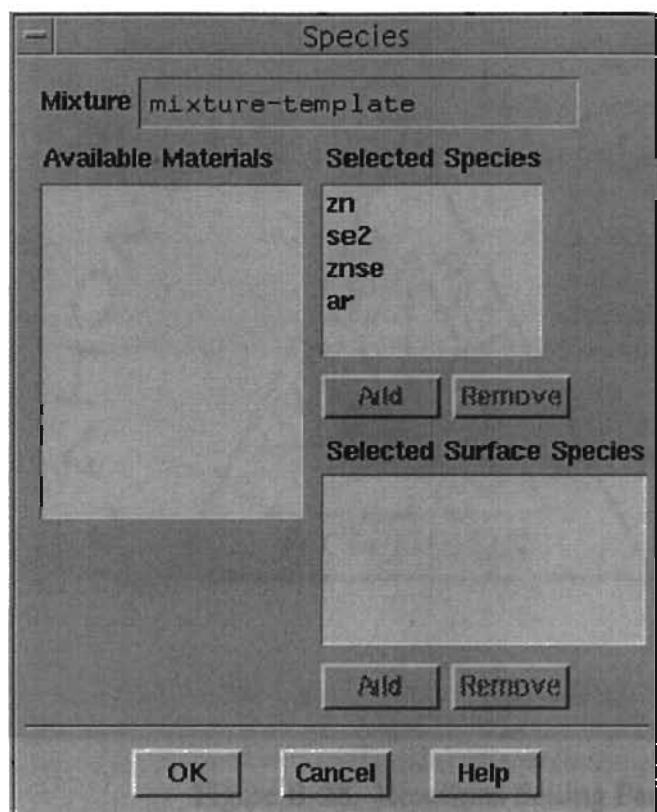 Species
Mixture mixture-template
Available Materials
Selected Species
zn
se2
znse
ar
Add Remove
Selected Surface Species
Add Remove
OK Cancel Help